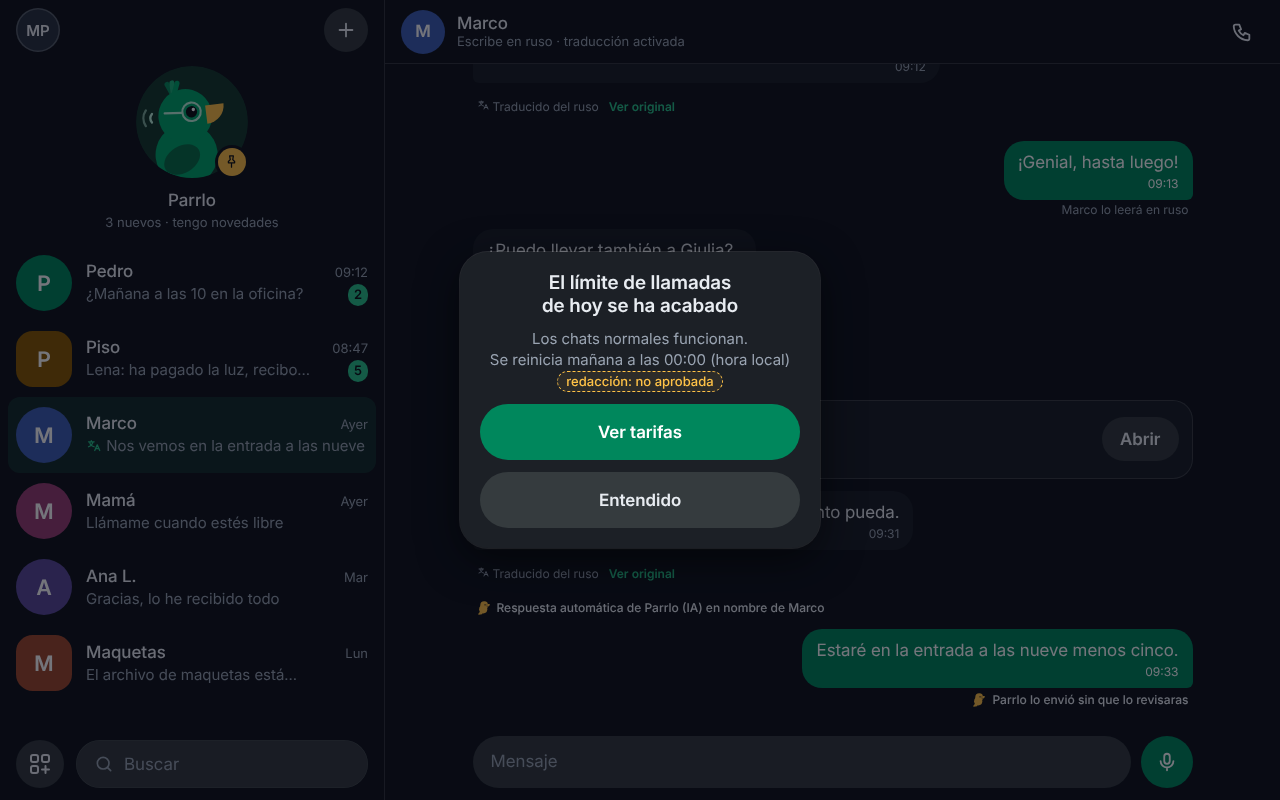 MP
Parrlo
3 nuevos · tengo novedades
P
Pedro
09:12
¿Mañana a las 10 en la oficina?
2
P
Piso
08:47
Lena: ha pagado la luz, recibo...
5
M
Marco
Ayer
Nos vemos en la entrada a las nueve
M
Mamá
Ayer
Llámame cuando estés libre
A
Ana L.
Mar
Gracias, lo he recibido todo
M
Maquetas
Lun
El archivo de maquetas está...
Buscar
M
Marco
Escribe en ruso · traducción activada
09:12
Traducido del ruso Ver original
¡Genial, hasta luego!
09:13
Marco lo leerá en ruso
¿Puedo llevar también a Giulia?
El límite de llamadas
de hoy se ha acabado
Los chats normales funcionan.
Se reinicia mañana a las 00:00 (hora local)
redacción: no aprobada
Ver tarifas
Entendido
Abrir
pueda.
09:31
Traducido del ruso Ver original
Respuesta automática de Parrlo (IA) en nombre de Marco
Estaré en la entrada a las nueve menos cinco.
09:33
Parrlo lo envió sin que lo revisaras
Mensaje